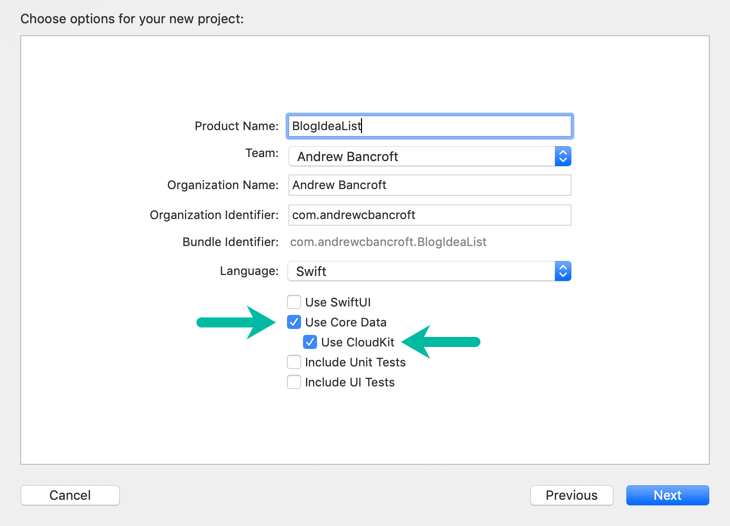 Choose options for your new project:
Product Name: BlogIdeaList
Team: Andrew Bancroft
Organization Name: Andrew Bancroft
Organization Identifier: com.andrewcbancroft
Bundle Identifier: com.andrewcbancroft.BlogIdeaList
Language: Swift
Use SwiftUI
Use Core Data
Use CloudKit
Include Unit Tests
Include UI Tests
Cancel Previous Next